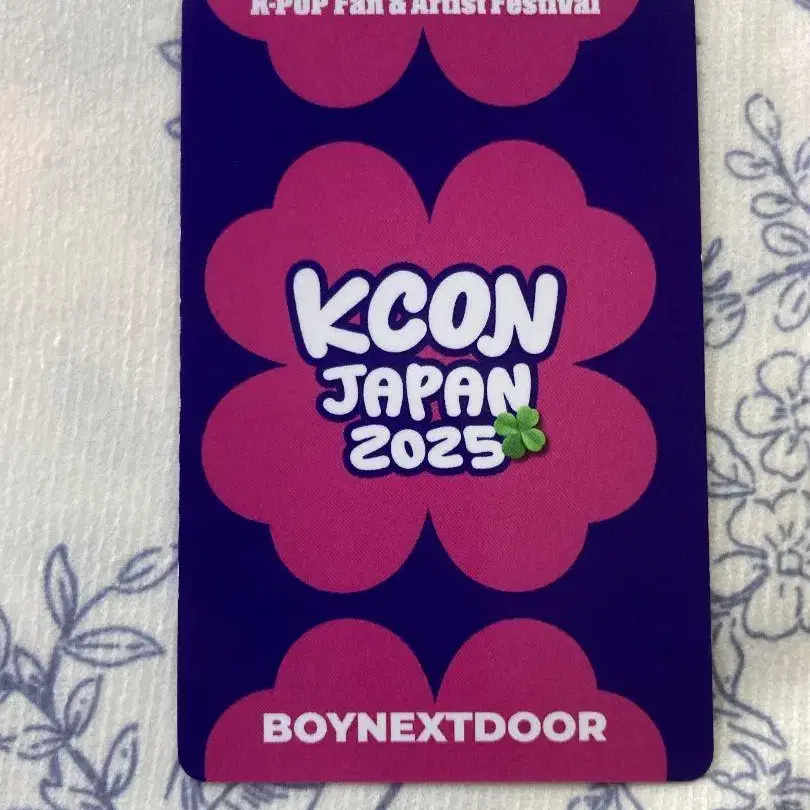 K-POP Fan & Artist Festival
KCON
JAPAN
2025
BOYNEXTDOOR